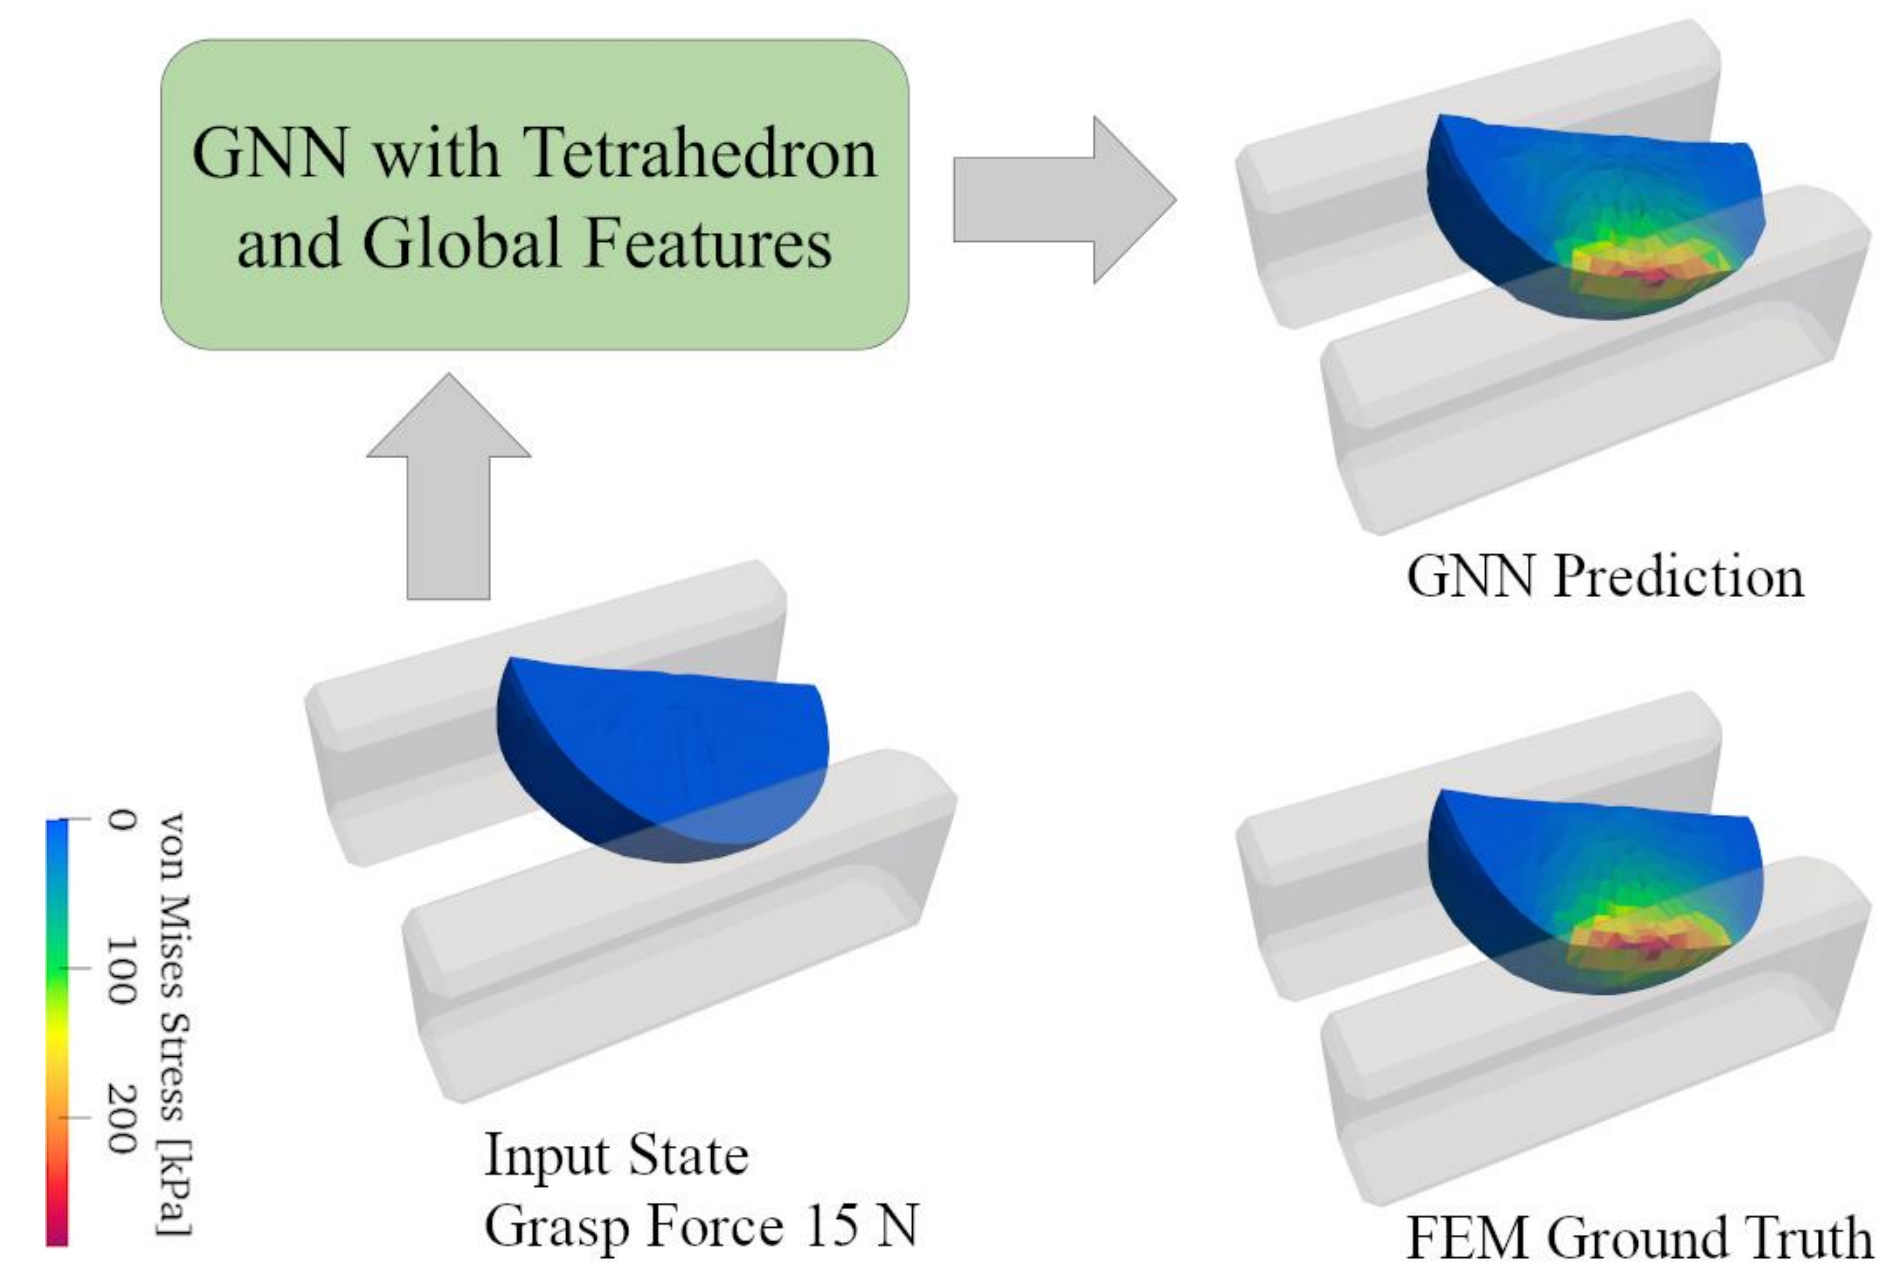 GNN with Tetrahedron
and Global Features
GNN Prediction
0
100
200
von Mises Stress [kPa]
Input State
Grasp Force 15 N
FEM Ground Truth